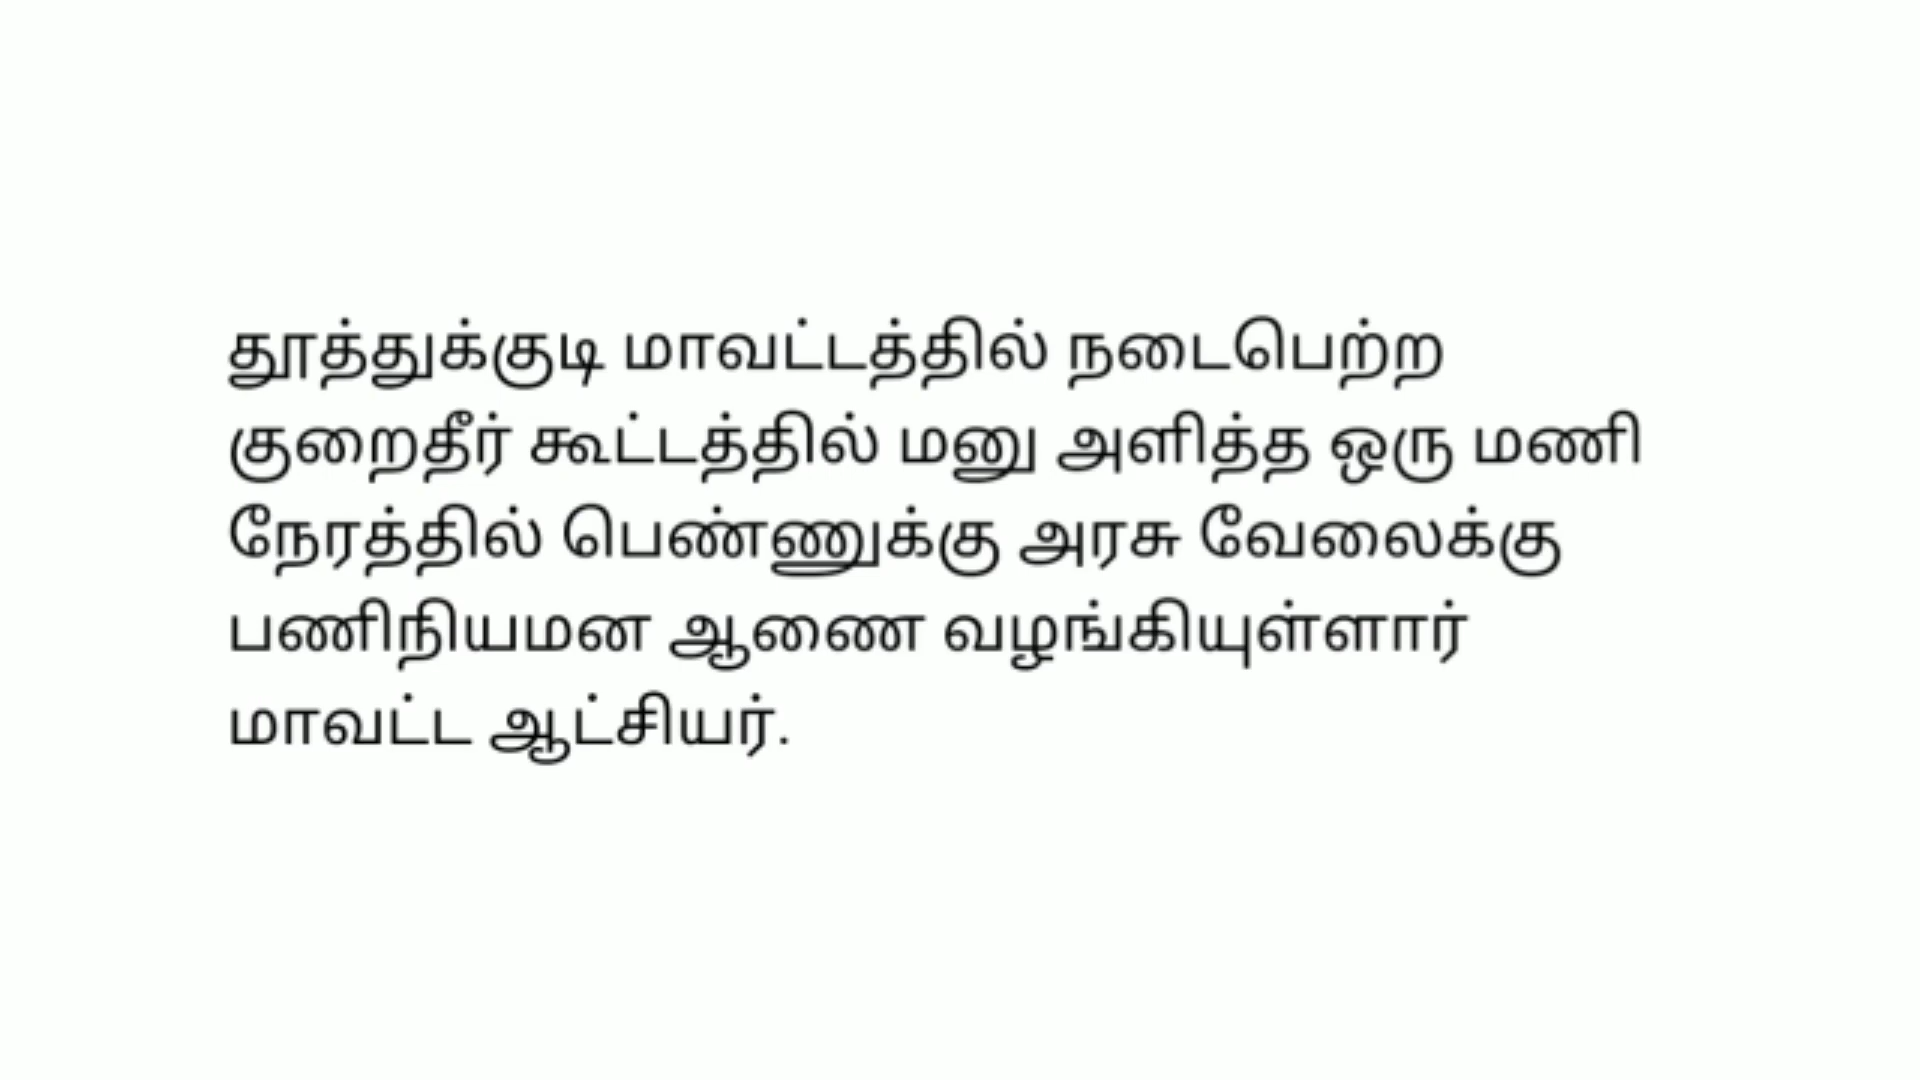 தூத்துக்குடி மாவட்டத்தில் நடைபெற்ற
குறைதீர் கூட்டத்தில் மனு அளித்த ஒரு மணி
நேரத்தில் பெண்ணுக்கு அரசு வேலைக்கு
பணிநியமன ஆணை வழங்கியுள்ளார்
மாவட்ட ஆட்சியர்.